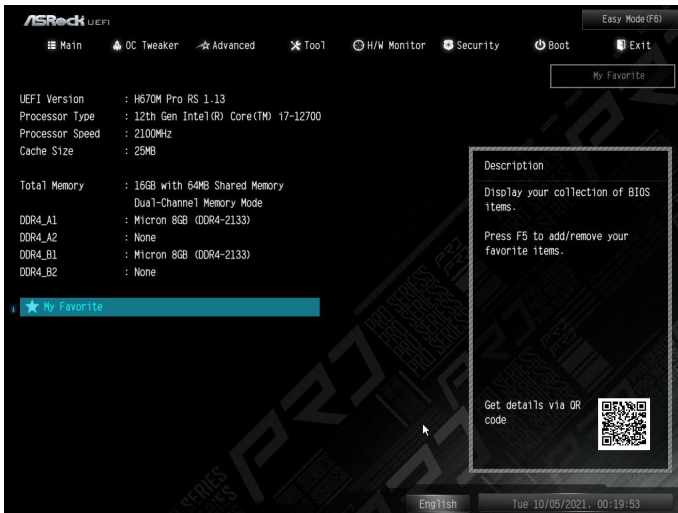 ASRock UEFI
Easy Mode(F6)
Main OC Tweaker Advanced Tool H/W Monitor Security Boot Exit
My Favorite
UEFI Version : H670M Pro RS 1.13
Processor Type : 12th Gen Intel(R) Core(TM) i7-12700
Processor Speed : 2100MHz
Cache Size : 25MB
Total Memory : 16GB with 64MB Shared Memory
Dual-Channel Memory Mode
DDR4_A1 : Micron 8GB (DDR4-2133)
DDR4_A2 : None
DDR4_B1 : Micron 8GB (DDR4-2133)
DDR4_B2 : None
My Favorite
Description
Display your collection of BIOS
items.
Press F5 to add/remove your
favorite items.
Get details via QR
code
English
Tue 10/05/2021. 00:19:53
PRO SERIES